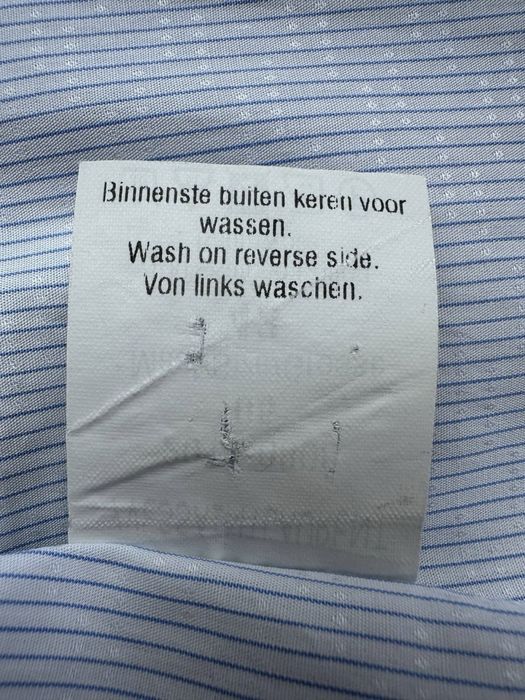 Binnenste buiten keren voor
wassen.
Wash on reverse side.
Von links waschen.